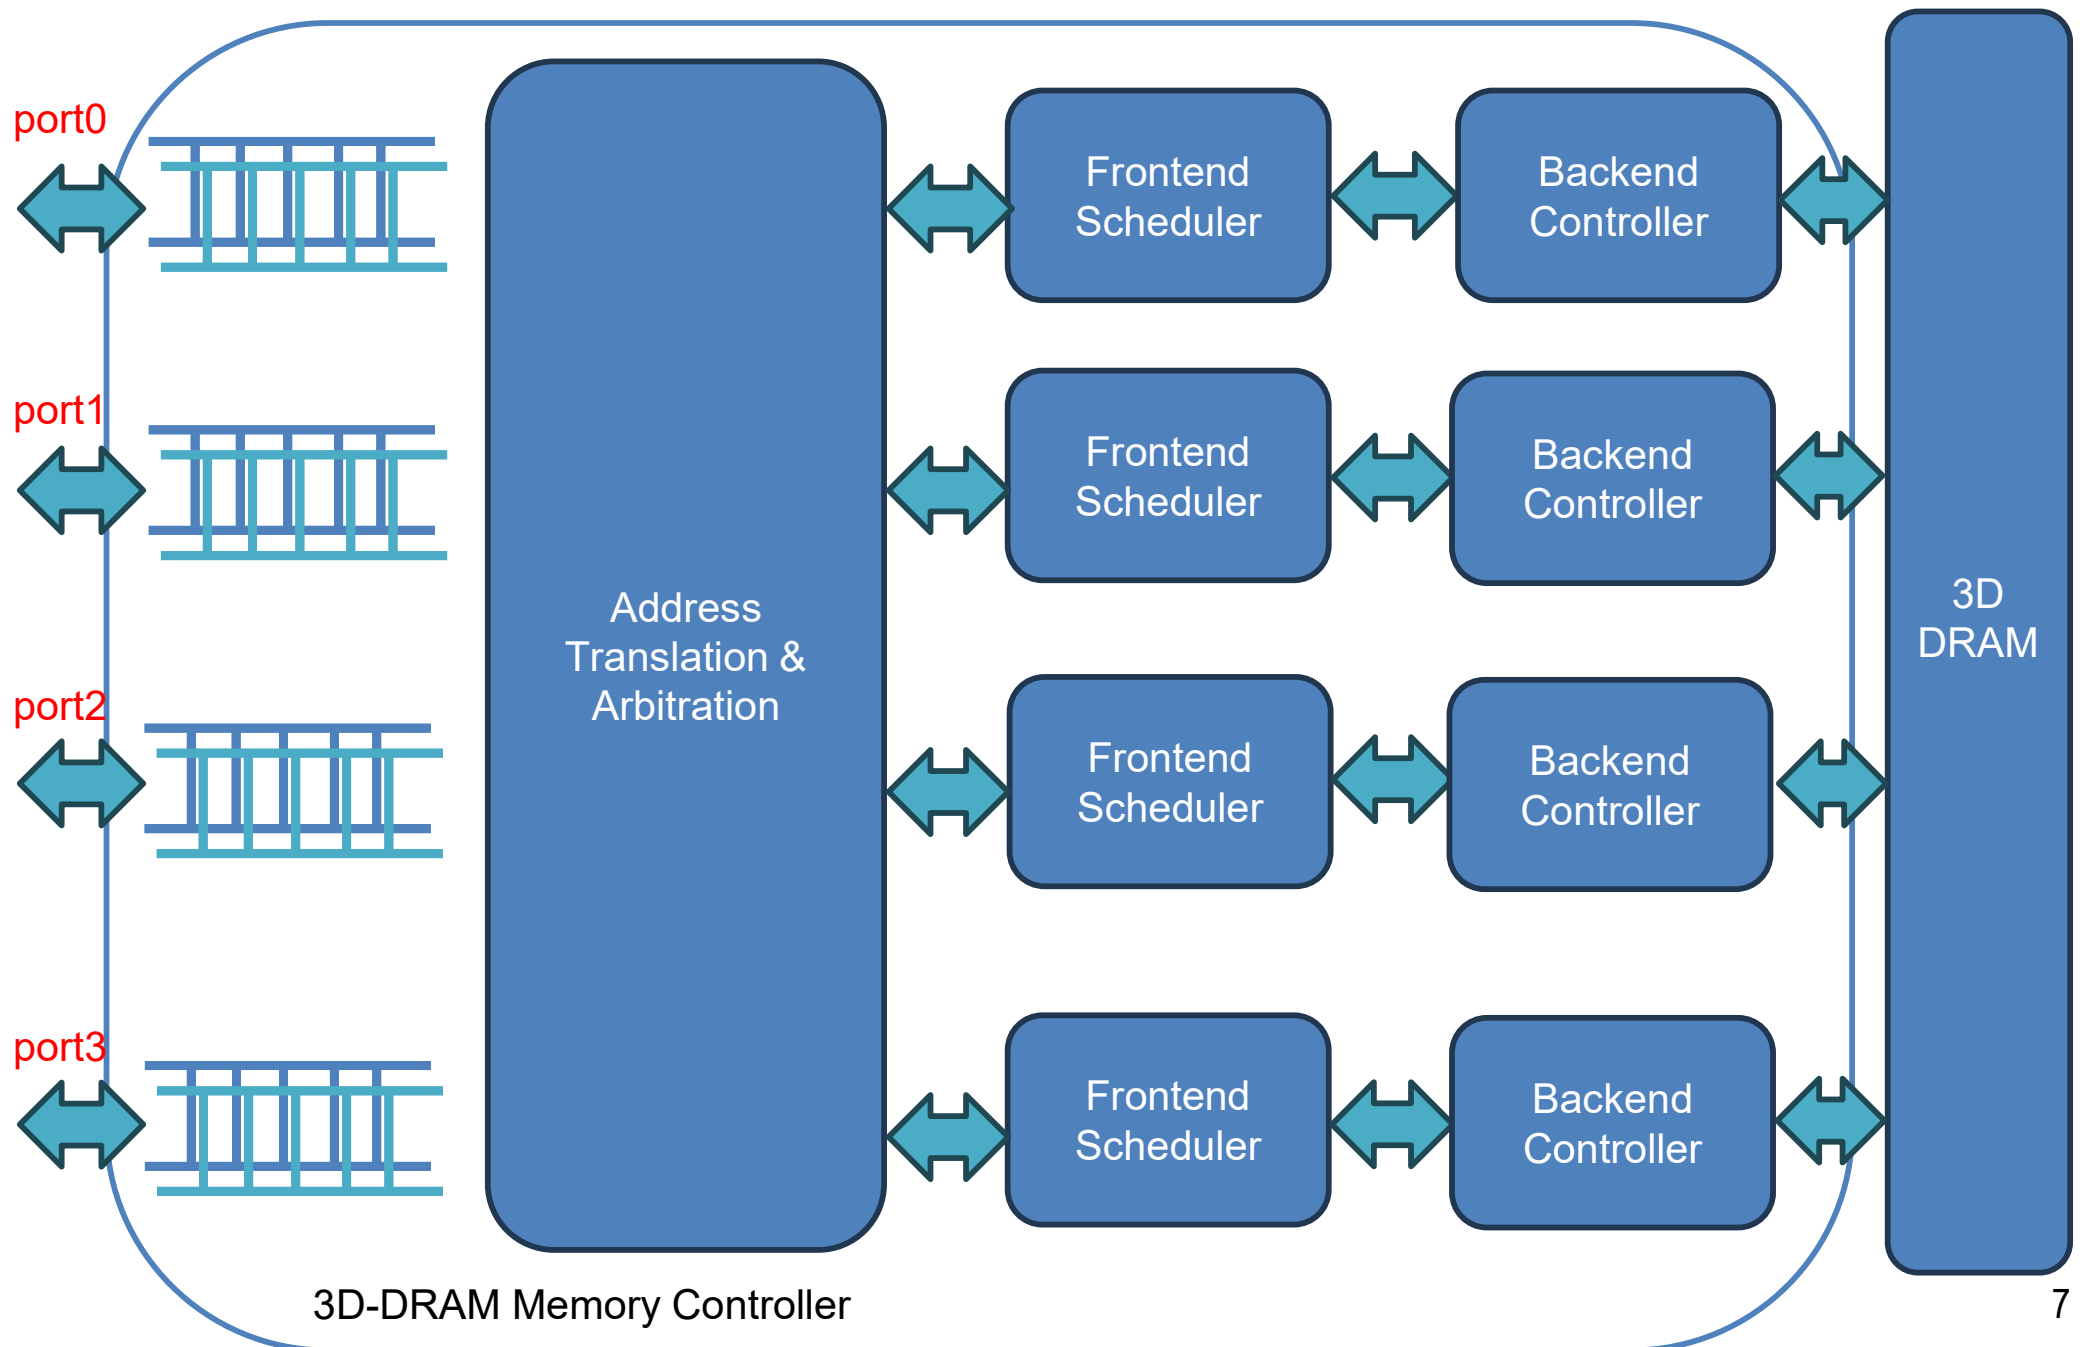 port0
port1
port2
port3
Address
Translation &
Arbitration
Frontend
Scheduler
Backend
Controller
Frontend
Scheduler
Backend
Controller
Frontend
Scheduler
Backend
Controller
Frontend
Scheduler
Backend
Controller
3D
DRAM
3D-DRAM Memory Controller
7